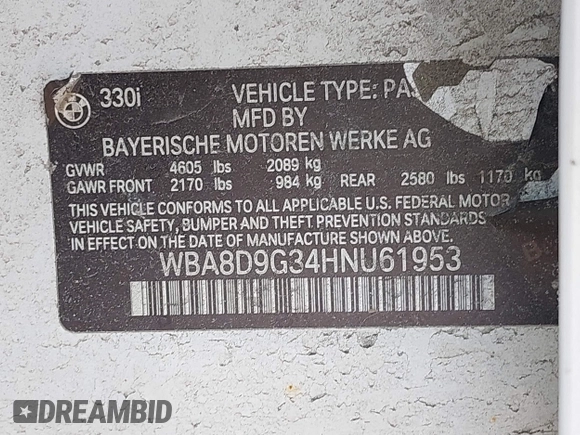 330i VEHICLE TYPE: PAS
MFD BY
BAYERISCHE MOTOREN WERKE AG
GVWR 4605 lbs 2089 kg
GAWR FRONT 2170 lbs 984 kg REAR 2580 lbs 1170 kg
THIS VEHICLE CONFORMS TO ALL APPLICABLE U.S. FEDERAL MOTOR
VEHICLE SAFETY, BUMPER AND THEFT PREVENTION STANDARDS
IN EFFECT ON THE DATE OF MANUFACTURE SHOWN ABOVE.
WBA8D9G34HNU61953
DREAMBID